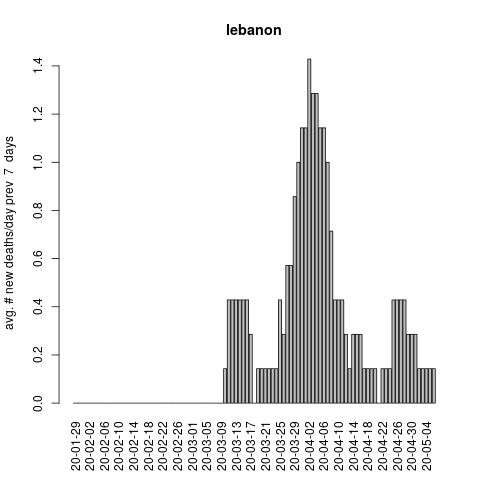 lebanon
avg. # new deaths/day prev 7 days
0.0 0.2 0.4 0.6 0.8 1.0 1.2 1.4
20-01-29 20-02-02 20-02-06 20-02-10 20-02-14 20-02-18 20-02-22 20-02-26 20-03-01 20-03-05 20-03-09 20-03-13 20-03-17 20-03-21 20-03-25 20-03-29 20-04-02 20-04-06 20-04-10 20-04-14 20-04-18 20-04-22 20-04-26 20-04-30 20-05-04